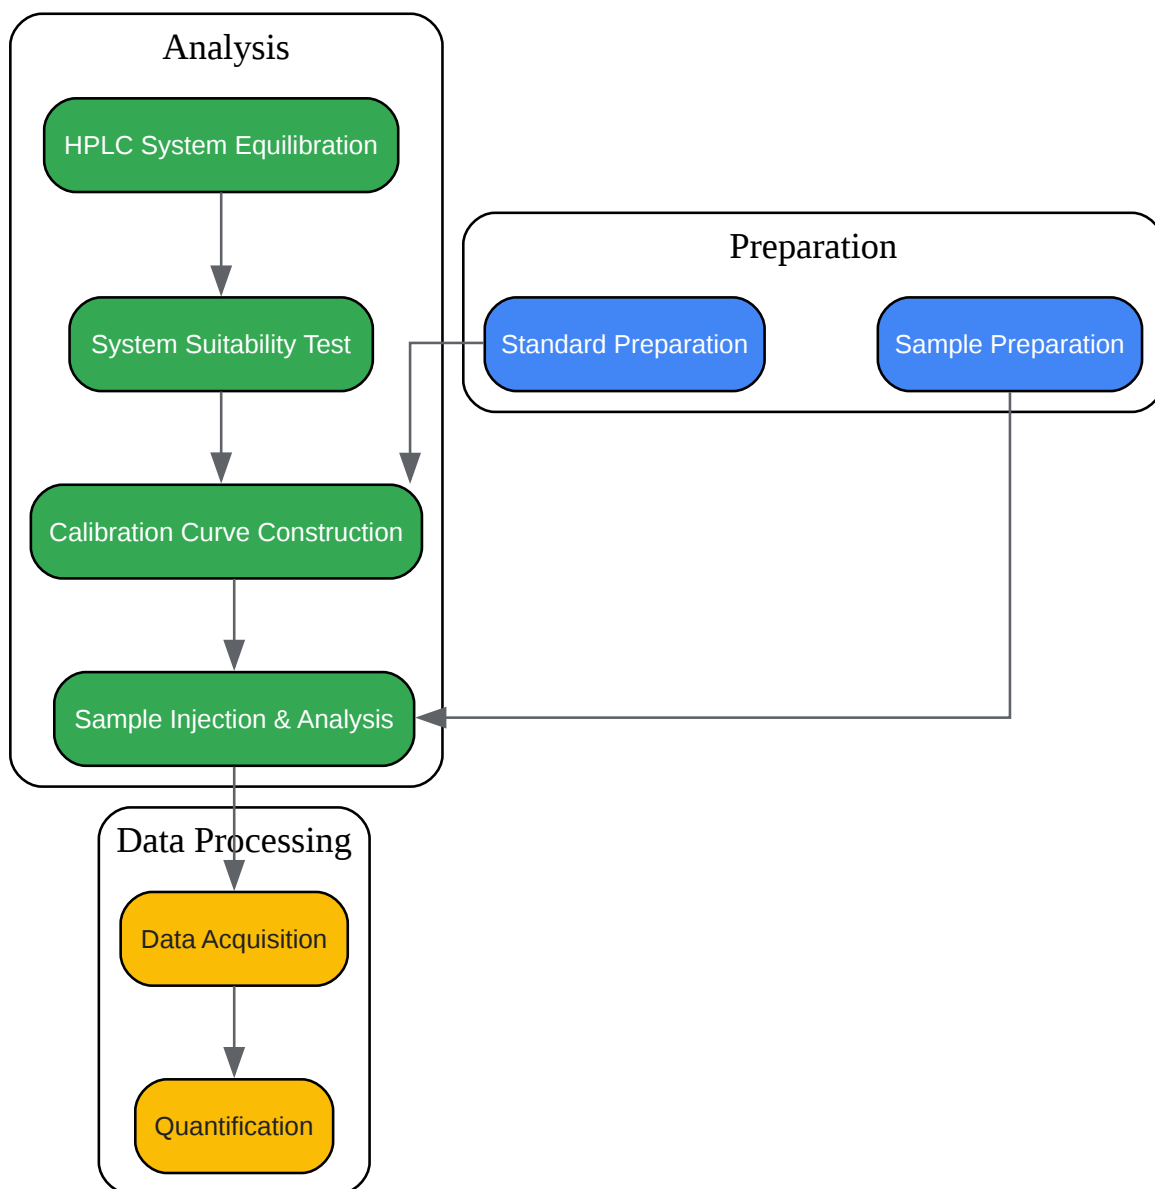 Analysis
HPLC System Equilibration
System Suitability Test
Calibration Curve Construction
Sample Injection & Analysis
Preparation
Standard Preparation
Sample Preparation
Data Processing
Data Acquisition
Quantification